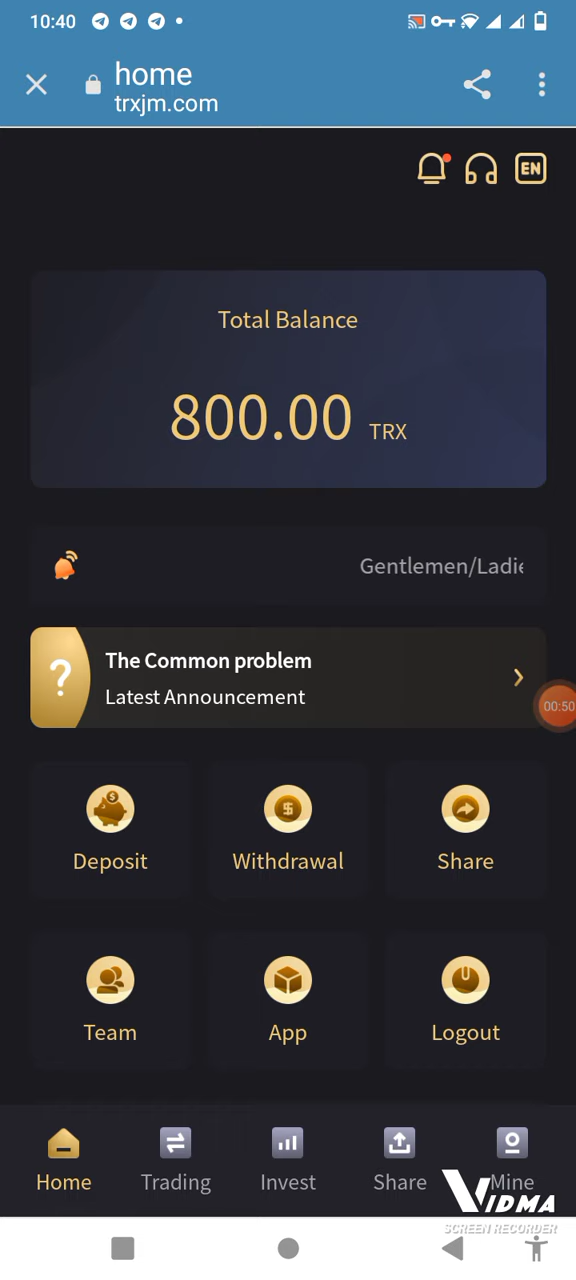 10:40
home
trxjm.com
EN
Total Balance
800.00 TRX
Gentlemen/Ladie
The Common problem
Latest Announcement
00:50
Deposit
Withdrawal
Share
Team
App
Logout
Home
Trading
Invest
Share
Mine
VIDMA
SCREEN RECORDER